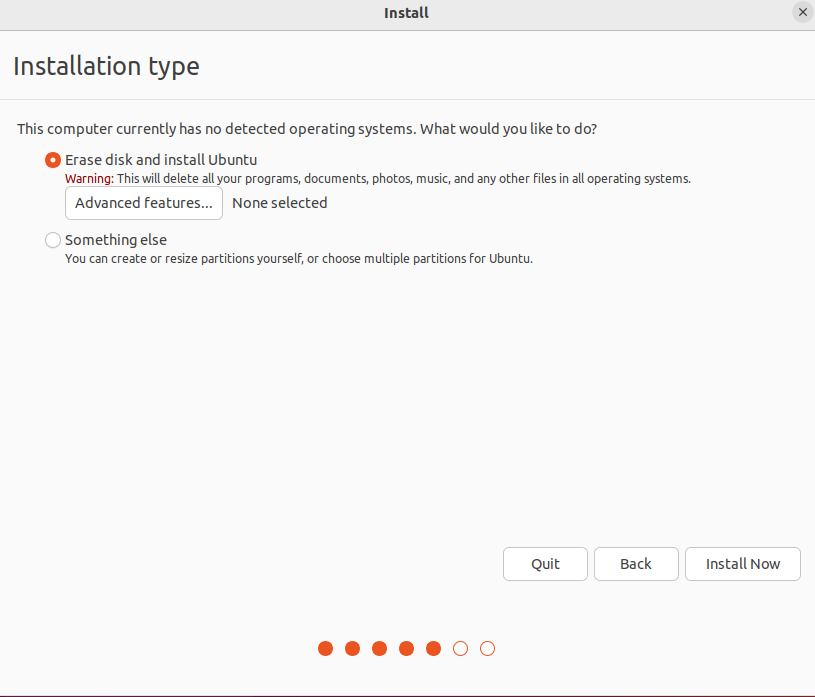 Install
Installation type
This computer currently has no detected operating systems. What would you like to do?
Erase disk and install Ubuntu
Warning: This will delete all your programs, documents, photos, music, and any other files in all operating systems.
Advanced features... None selected
Something else
You can create or resize partitions yourself, or choose multiple partitions for Ubuntu.
Quit Back Install Now